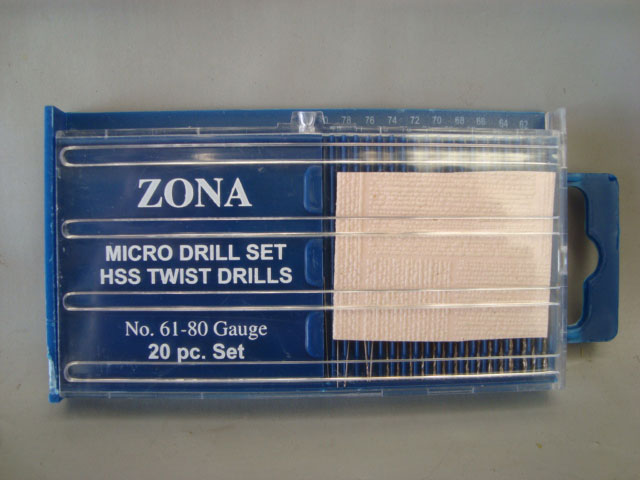 78 76 74 72 70 68 66 64 62
ZONA
MICRO DRILL SET
HSS TWIST DRILLS
No. 61-80 Gauge
20 pc. Set